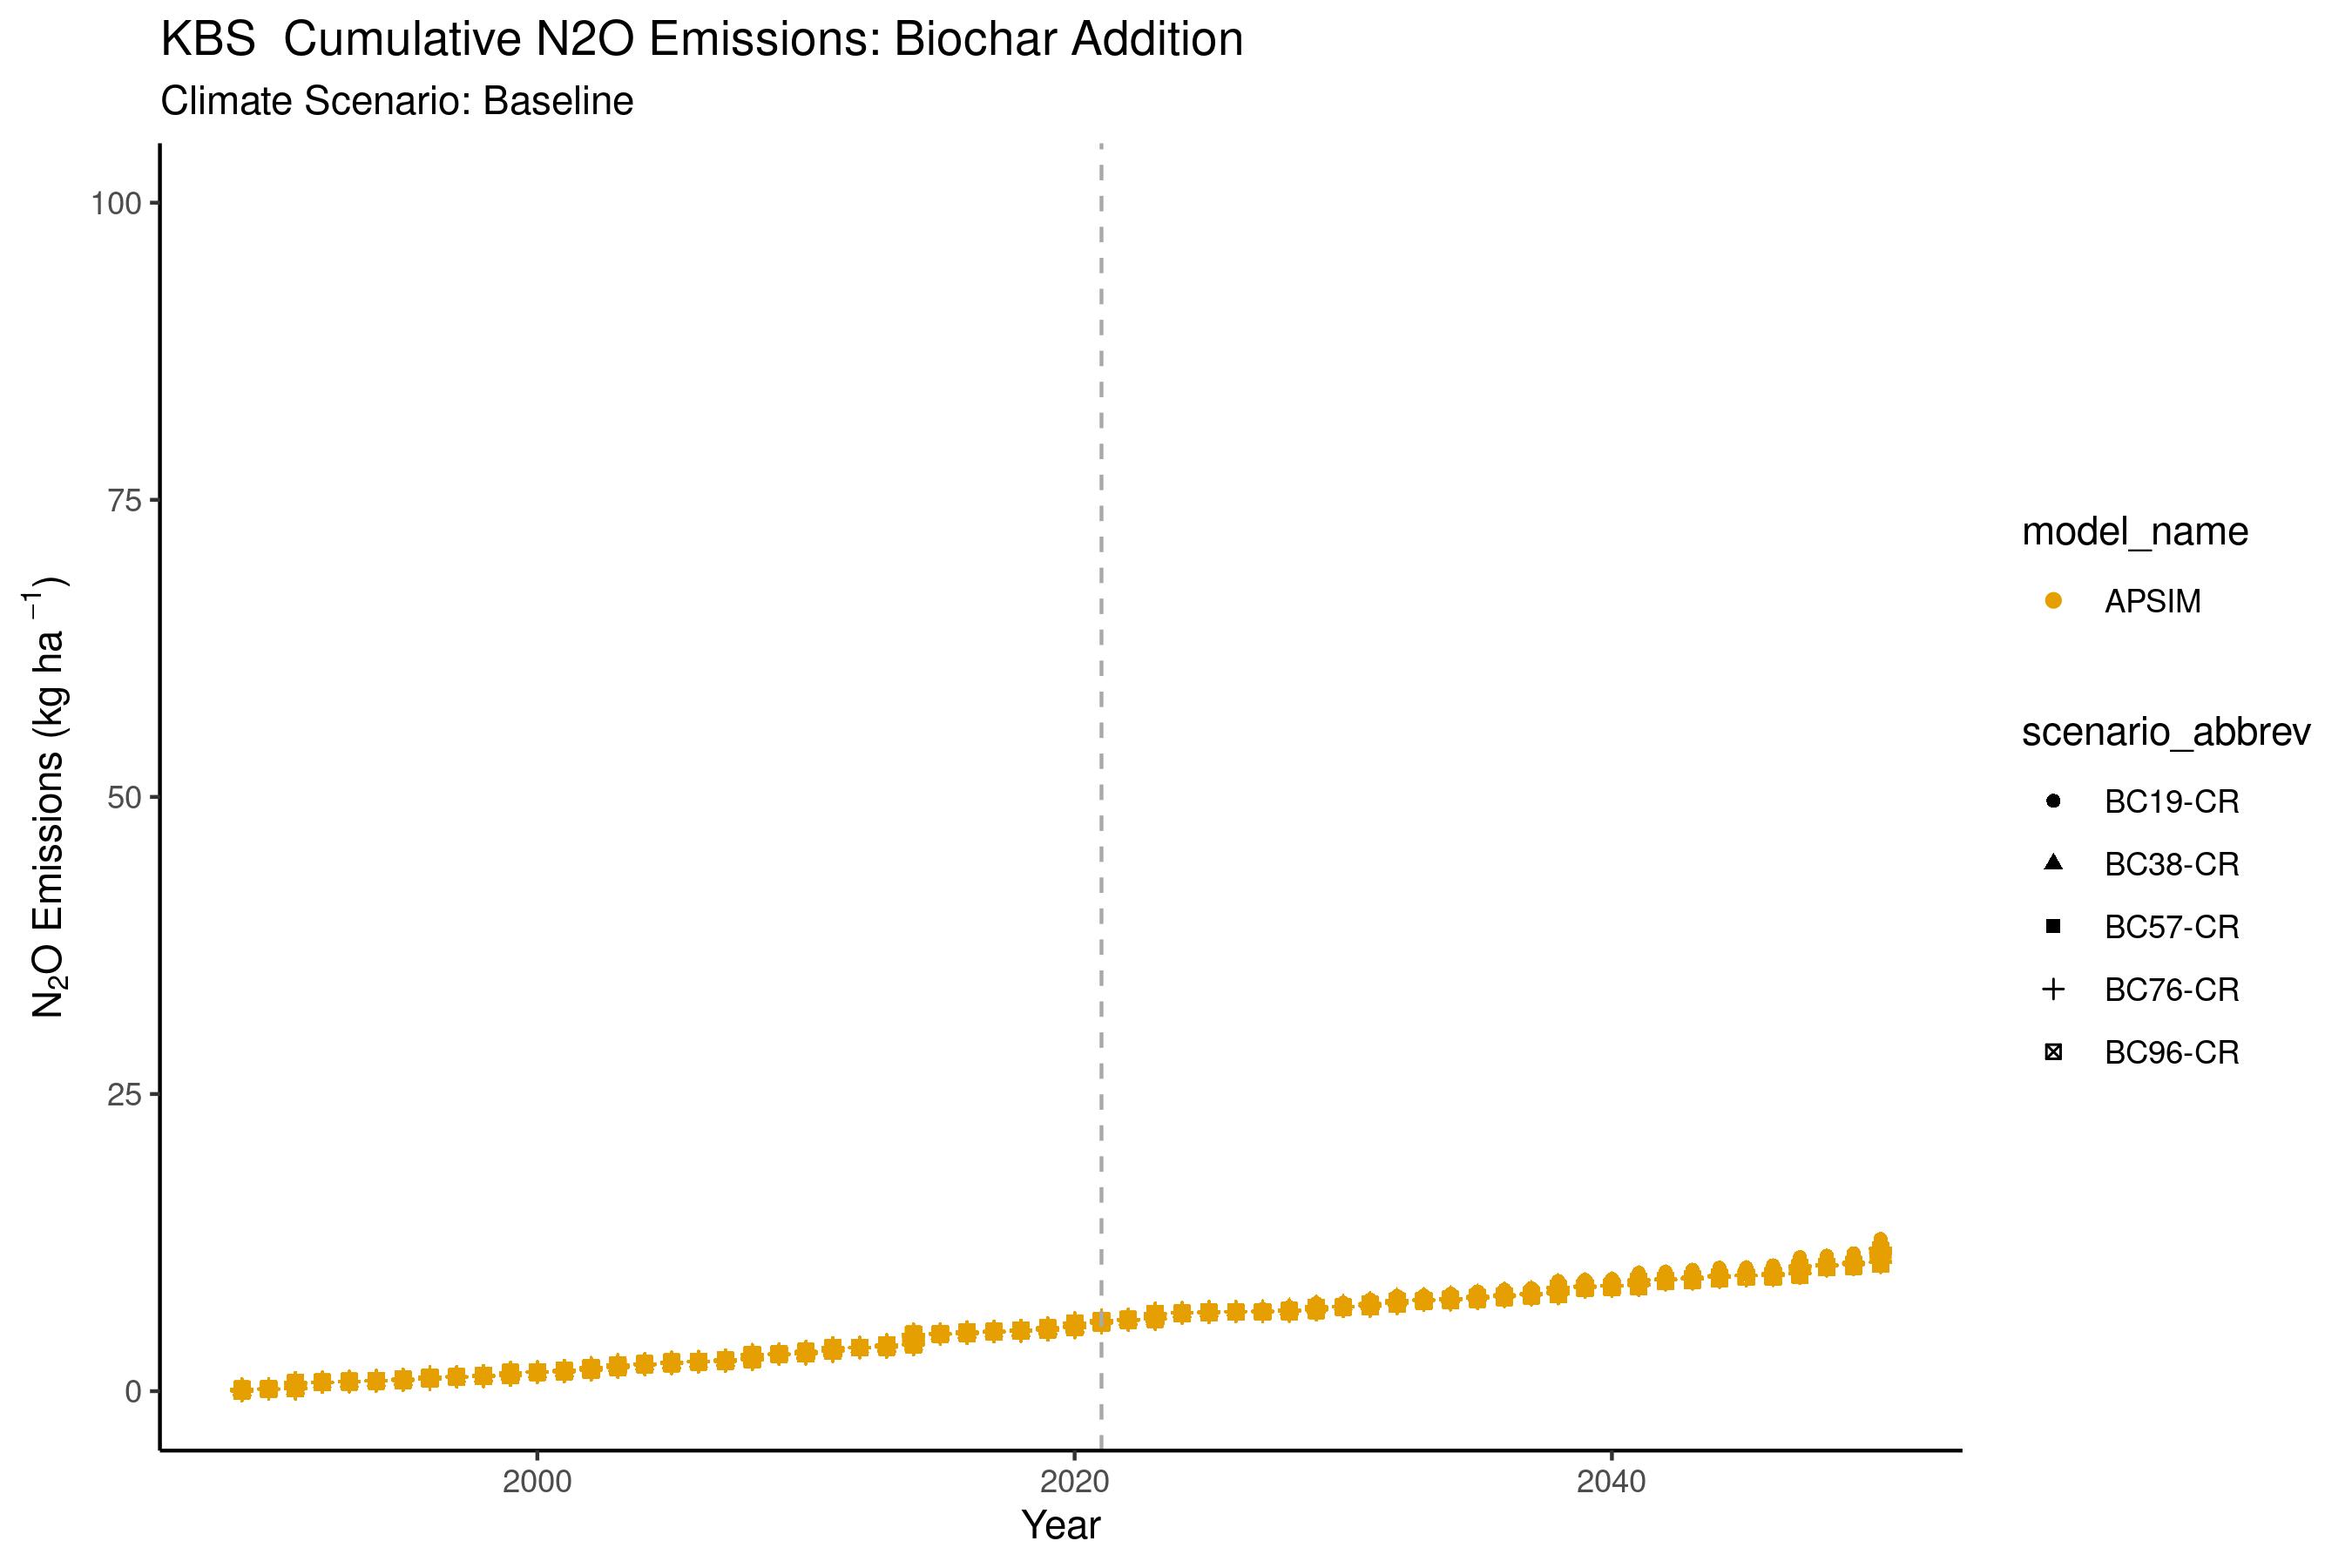 KBS  Cumulative N2O Emissions: Biochar Addition
Climate Scenario: Baseline
N₂O Emissions (kg ha⁻¹)
100
75
50
25
0
2000
2020
2040
Year
model_name
APSIM
scenario_abbrev
BC19-CR
BC38-CR
BC57-CR
BC76-CR
BC96-CR